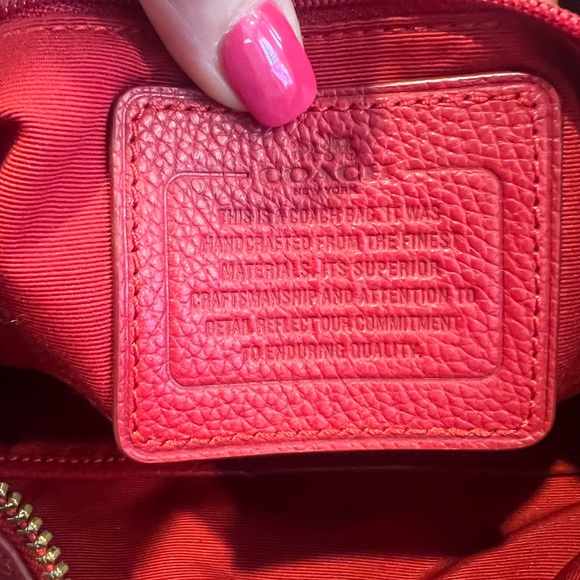 COACH
NEW YORK
THIS IS A COACH BAG. IT WAS
HANDCRAFTED FROM THE FINEST
MATERIALS. ITS SUPERIOR
CRAFTSMANSHIP AND ATTENTION TO
DETAIL REFLECT OUR COMMITMENT
TO ENDURING QUALITY.